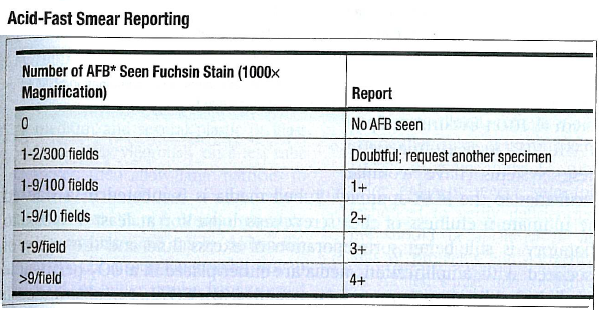 Acid-Fast Smear Reporting
Number of AFB* Seen Fuchsin Stain (1000×
Magnification) Report
0 No AFB seen
1-2/300 fields Doubtful; request another specimen
1-9/100 fields 1+
1-9/10 fields 2+
1-9/field 3+
>9/field 4+